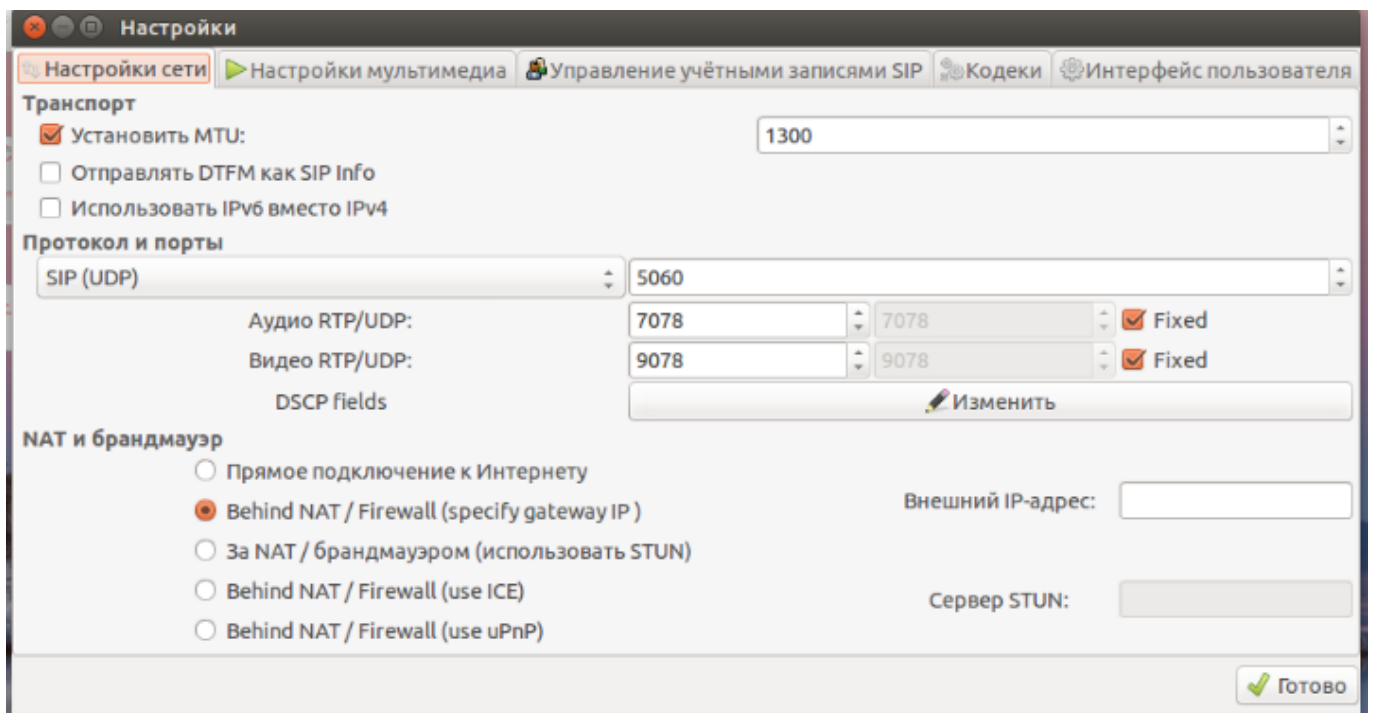 Настройки
Настройки сети Настройки мультимедиа Управление учётными записями SIP Кодеки Интерфейс пользователя
Транспорт
Установить MTU: 1300
Отправлять DTFM как SIP Info
Использовать IPv6 вместо IPv4
Протокол и порты
SIP (UDP) 5060
Аудио RTP/UDP: 7078 7078 Fixed
Видео RTP/UDP: 9078 9078 Fixed
DSCP fields Изменить
NAT и брандмауэр
Прямое подключение к Интернету
Behind NAT / Firewall (specify gateway IP ) Внешний IP-адрес:
За NAT / брандмауэром (использовать STUN)
Behind NAT / Firewall (use ICE) Сервер STUN:
Behind NAT / Firewall (use uPnP)
Готово